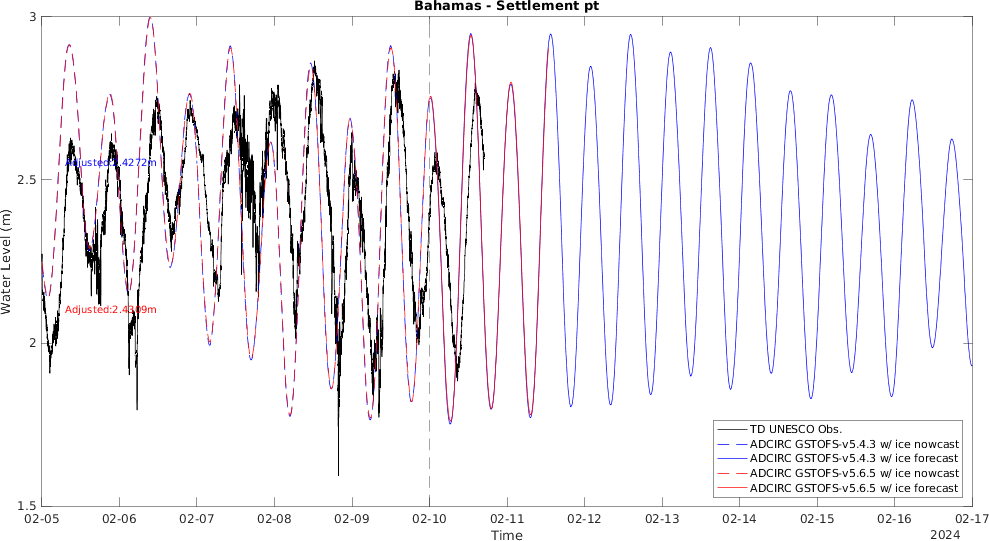 Bahamas - Settlement pt
3
2.5
2
1.5
Water Level (m)
Adjusted:2.4272m
Adjusted:2.4309m
TD UNESCO Obs.
ADCIRC GSTOFS-v5.4.3 w/ ice nowcast
ADCIRC GSTOFS-v5.4.3 w/ ice forecast
ADCIRC GSTOFS-v5.6.5 w/ ice nowcast
ADCIRC GSTOFS-v5.6.5 w/ ice forecast
02-05 02-06 02-07 02-08 02-09 02-10 02-11 02-12 02-13 02-14 02-15 02-16 02-17
Time
2024